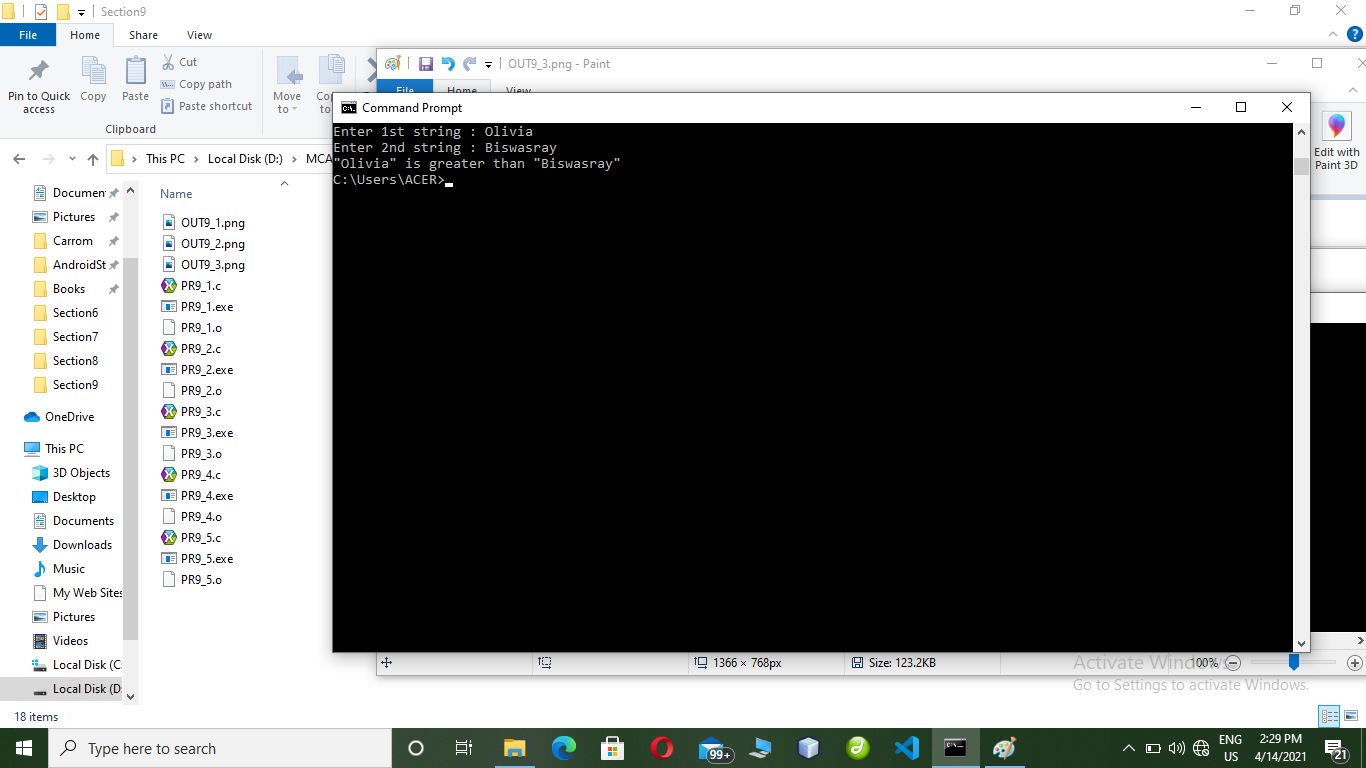 Section9
File Home Share View
Pin to Quick access
Copy
Paste
Cut
Copy path
Paste shortcut
Move to
Clipboard
This PC › Local Disk (D:) › MCA
OUT9_3.png - Paint
File Home View
Edit with Paint 3D
Command Prompt
Enter 1st string : Olivia
Enter 2nd string : Biswasray
"Olivia" is greater than "Biswasray"
C:\Users\ACER>
Documen
Pictures
Carrom
AndroidSt
Books
Section6
Section7
Section8
Section9
OneDrive
This PC
3D Objects
Desktop
Documents
Downloads
Music
My Web Sites
Pictures
Videos
Local Disk (C
Local Disk (D
Name
OUT9_1.png
OUT9_2.png
OUT9_3.png
PR9_1.c
PR9_1.exe
PR9_1.o
PR9_2.c
PR9_2.exe
PR9_2.o
PR9_3.c
PR9_3.exe
PR9_3.o
PR9_4.c
PR9_4.exe
PR9_4.o
PR9_5.c
PR9_5.exe
PR9_5.o
1366 × 768px
Size: 123.2KB
100%
Activate Windows
Go to Settings to activate Windows.
18 items
Type here to search
99+
ENG
US
2:29 PM
4/14/2021
21